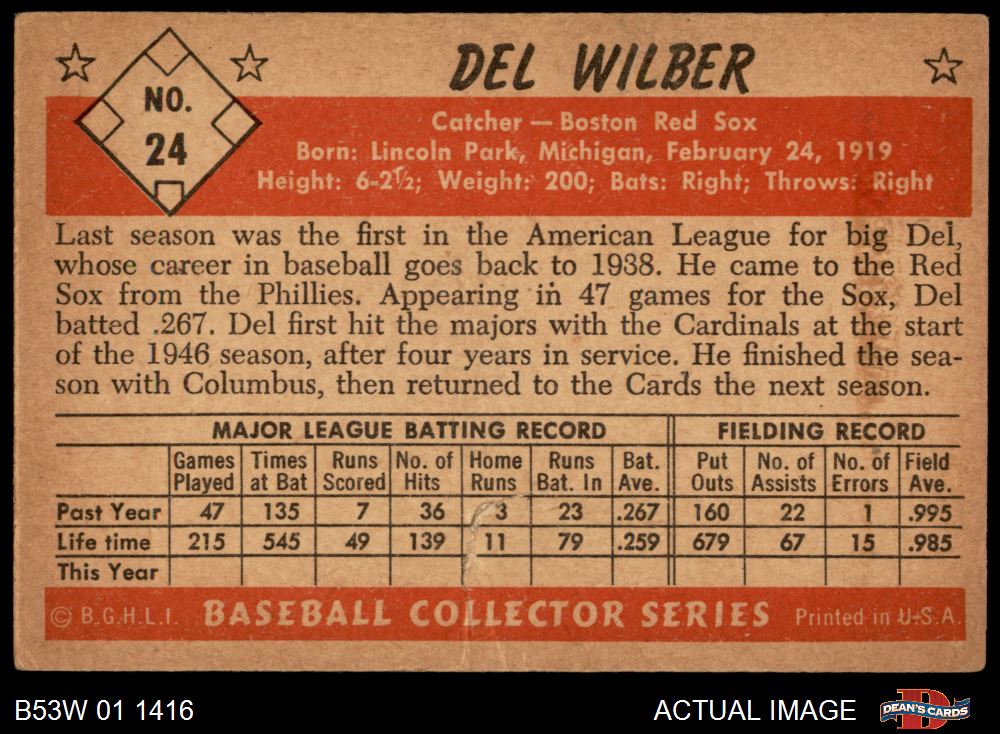 NO.
24
DEL WILBER
Catcher — Boston Red Sox
Born: Lincoln Park, Michigan, February 24, 1919
Height: 6-2½; Weight: 200; Bats: Right; Throws: Right
Last season was the first in the American League for big Del,
whose career in baseball goes back to 1938. He came to the Red
Sox from the Phillies. Appearing in 47 games for the Sox, Del
batted .267. Del first hit the majors with the Cardinals at the start
of the 1946 season, after four years in service. He finished the sea-
son with Columbus, then returned to the Cards the next season.
MAJOR LEAGUE BATTING RECORD FIELDING RECORD
Games Times Runs No. of Home Runs Bat. Put No. of No. of Field
Played at Bat Scored Hits Runs Bat. In Ave. Outs Assists Errors Ave.
Past Year 47 135 7 36 3 23 .267 160 22 1 .995
Life time 215 545 49 139 11 79 .259 679 67 15 .985
This Year
© B.G.H.L.I. BASEBALL COLLECTOR SERIES Printed in U.S.A.
B53W 01 1416 ACTUAL IMAGE DEAN'S CARDS